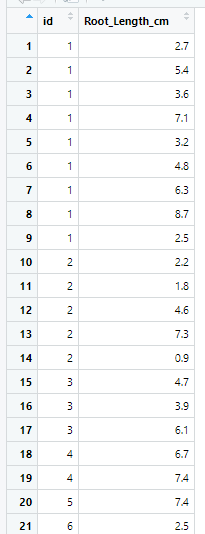 id Root_Length_cm
1 1 2.7
2 1 5.4
3 1 3.6
4 1 7.1
5 1 3.2
6 1 4.8
7 1 6.3
8 1 8.7
9 1 2.5
10 2 2.2
11 2 1.8
12 2 4.6
13 2 7.3
14 2 0.9
15 3 4.7
16 3 3.9
17 3 6.1
18 4 6.7
19 4 7.4
20 5 7.4
21 6 2.5